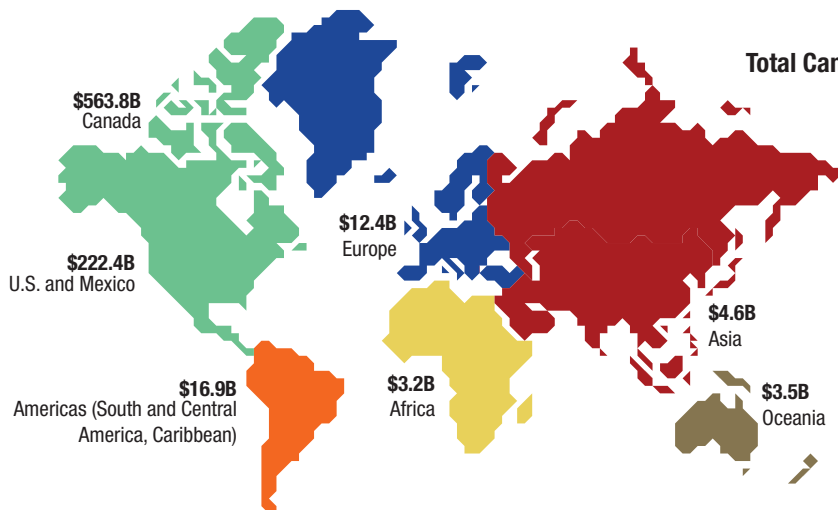 Total
$563.8B
Canada
$12.4B
Europe
$222.4B
U.S. and Mexico
$4.6B
Asia
$16.9B
Americas (South and Central
America, Caribbean)
$3.2B
Africa
$3.5B
Oceania